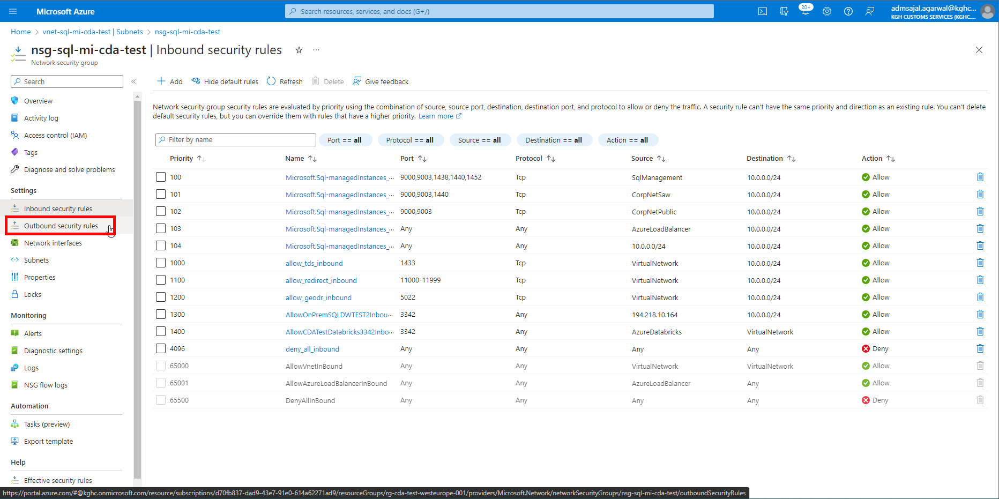 Microsoft Azure
Search resources, services, and docs (G+/)
20+
admsajal.agarwal@kghc...
KGH CUSTOMS SERVICES (KGHC....
Home > vnet-sql-mi-cda-test | Subnets > nsg-sql-mi-cda-test
nsg-sql-mi-cda-test | Inbound security rules ☆ ...
Network security group
Search
«
Overview
Activity log
Access control (IAM)
Tags
Diagnose and solve problems
Settings
Inbound security rules
Outbound security rules
Network interfaces
Subnets
Properties
Locks
Monitoring
Alerts
Diagnostic settings
Logs
NSG flow logs
Automation
Tasks (preview)
Export template
Help
Effective security rules
Add Hide default rules Refresh Delete Give feedback
Network security group security rules are evaluated by priority using the combination of source, source port, destination, destination port, and protocol to allow or deny the traffic. A security rule can't have the same priority and direction as an existing rule. You can't delete
default security rules, but you can override them with rules that have a higher priority. Learn more
Filter by name Port == all Protocol == all Source == all Destination == all Action == all
Priority ↑↓ Name ↑↓ Port ↑↓ Protocol ↑↓ Source ↑↓ Destination ↑↓ Action ↑↓
100 Microsoft.Sql-managedInstances_... 9000,9003,1438,1440,1452 Tcp SqlManagement 10.0.0.0/24 Allow
101 Microsoft.Sql-managedInstances_... 9000,9003,1440 Tcp CorpNetSaw 10.0.0.0/24 Allow
102 Microsoft.Sql-managedInstances_... 9000,9003 Tcp CorpNetPublic 10.0.0.0/24 Allow
103 Microsoft.Sql-managedInstances_... Any Any AzureLoadBalancer 10.0.0.0/24 Allow
104 Microsoft.Sql-managedInstances_... Any Any 10.0.0.0/24 10.0.0.0/24 Allow
1000 allow_tds_inbound 1433 Tcp VirtualNetwork 10.0.0.0/24 Allow
1100 allow_redirect_inbound 11000-11999 Tcp VirtualNetwork 10.0.0.0/24 Allow
1200 allow_geodr_inbound 5022 Tcp VirtualNetwork 10.0.0.0/24 Allow
1300 AllowOnPremSQLDWTEST2Inbou... 3342 Any 194.218.10.164 10.0.0.0/24 Allow
1400 AllowCDATestDatabricks3342Inbo... 3342 Any AzureDatabricks VirtualNetwork Allow
4096 deny_all_inbound Any Any Any Any Deny
65000 AllowVnetInBound Any Any VirtualNetwork VirtualNetwork Allow
65001 AllowAzureLoadBalancerInBound Any Any AzureLoadBalancer Any Allow
65500 DenyAllInBound Any Any Any Any Deny
https://portal.azure.com/#@kghc.onmicrosoft.com/resource/subscriptions/d70fb837-dad9-43e7-91e0-614a62271ad9/resourceGroups/rg-cda-test-westeurope-001/providers/Microsoft.Network/networkSecurityGroups/nsg-sql-mi-cda-test/outboundSecurityRules